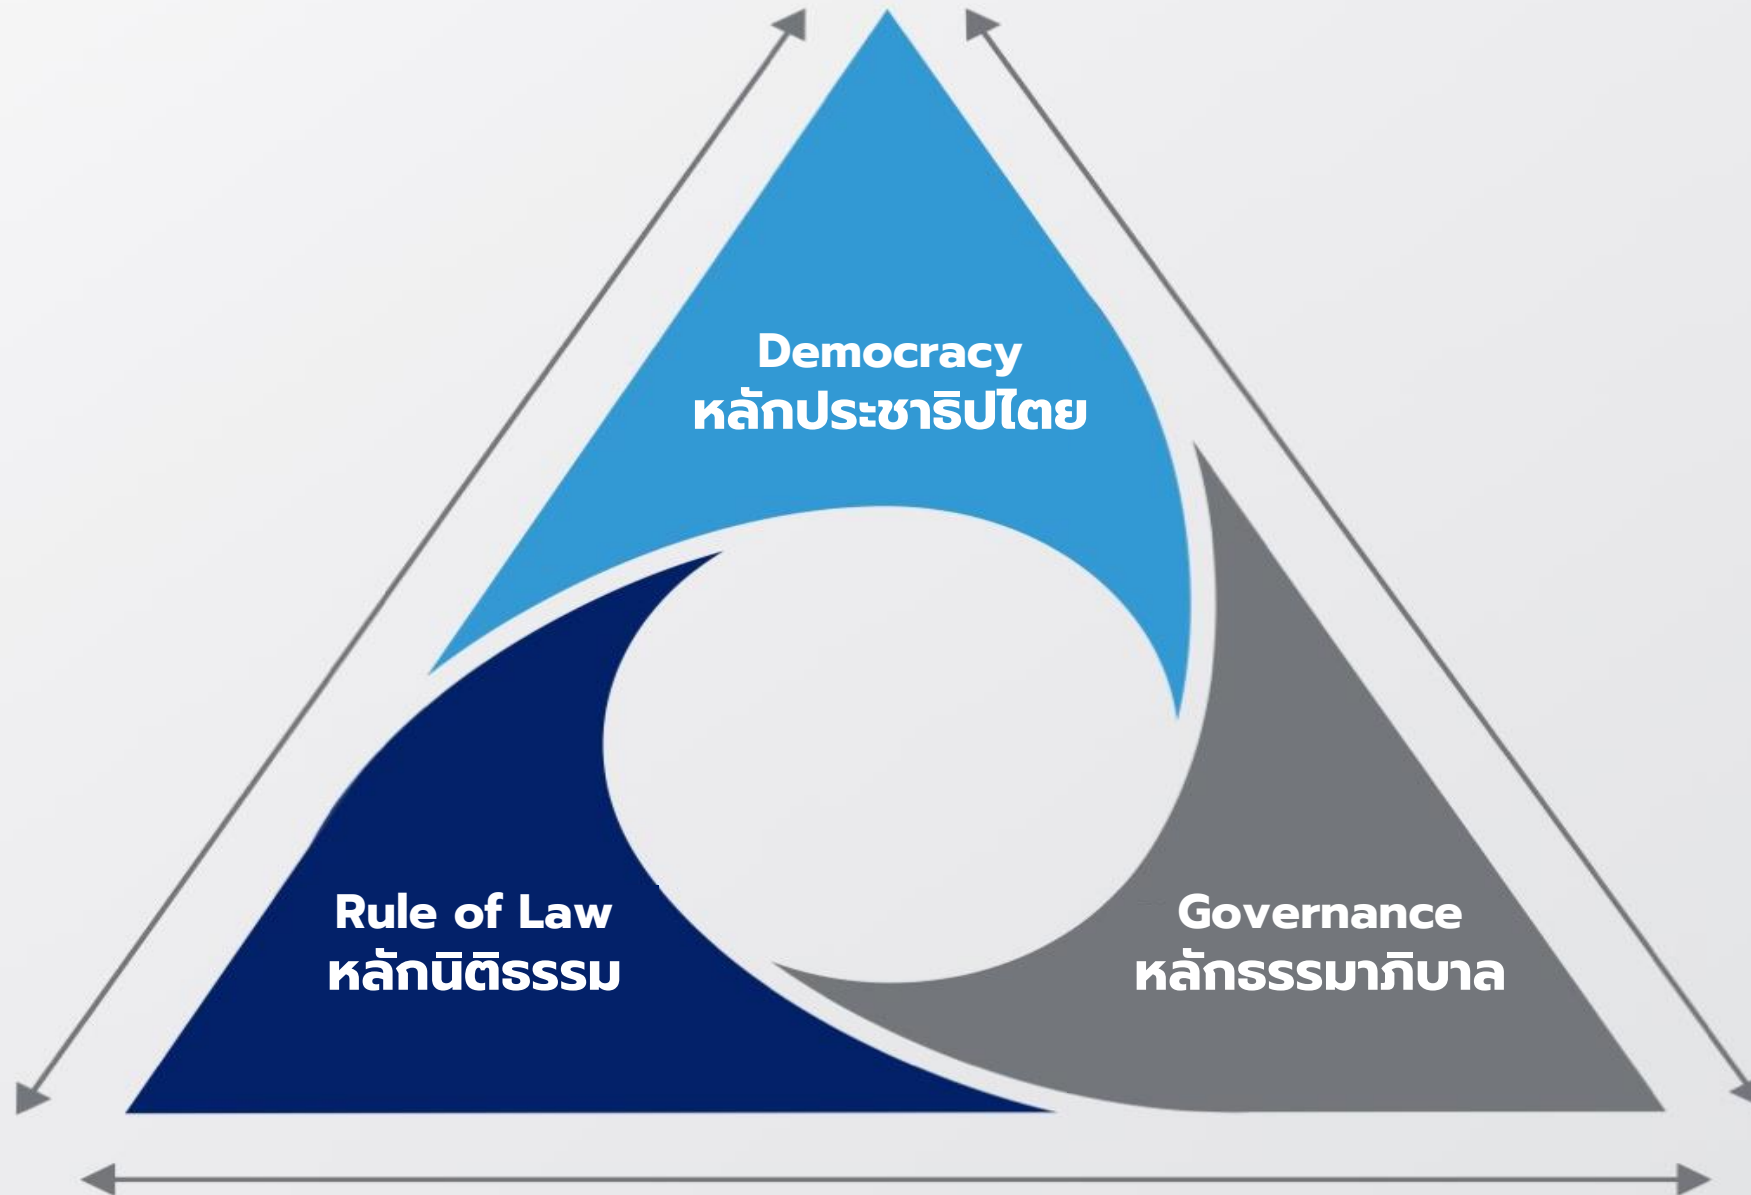 Democracy
หลักประชาธิปไตย
Rule of Law
หลักนิติธรรม
Governance
หลักธรรมาภิบาล